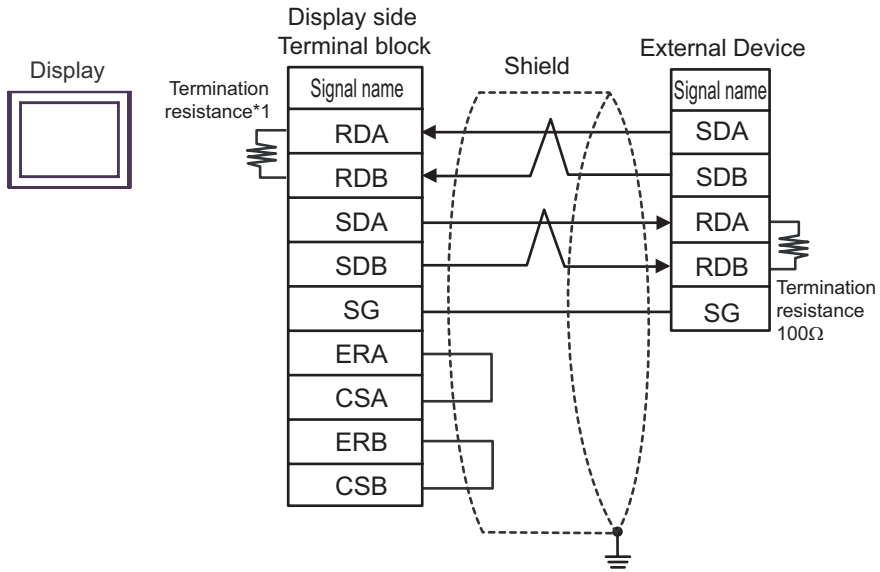 Display
Display side
Terminal block
Termination
resistance*1
Signal name
RDA
RDB
SDA
SDB
SG
ERA
CSA
ERB
CSB
Shield
External Device
Signal name
SDA
SDB
RDA
RDB
SG
Termination
resistance
100Ω